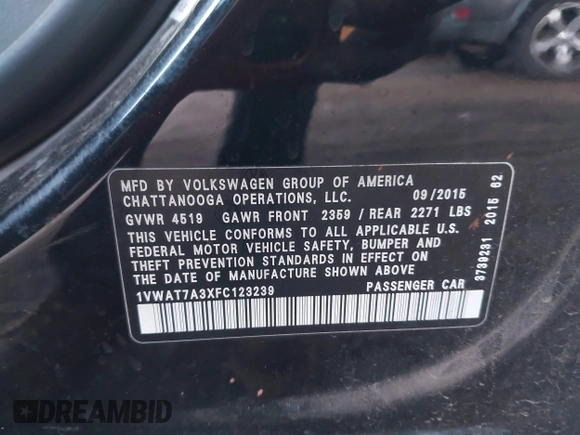 MFD BY VOLKSWAGEN GROUP OF AMERICA
CHATTANOOGA OPERATIONS, LLC. 09/2015
GVWR 4519 GAWR FRONT 2359 / REAR 2271 LBS
THIS VEHICLE CONFORMS TO ALL APPLICABLE U.S.
FEDERAL MOTOR VEHICLE SAFETY, BUMPER AND
THEFT PREVENTION STANDARDS IN EFFECT ON THE
DATE OF MANUFACTURE SHOWN ABOVE
1VWAT7A3XFC123239 PASSENGER CAR
3739231 2015 62
DREAMBID